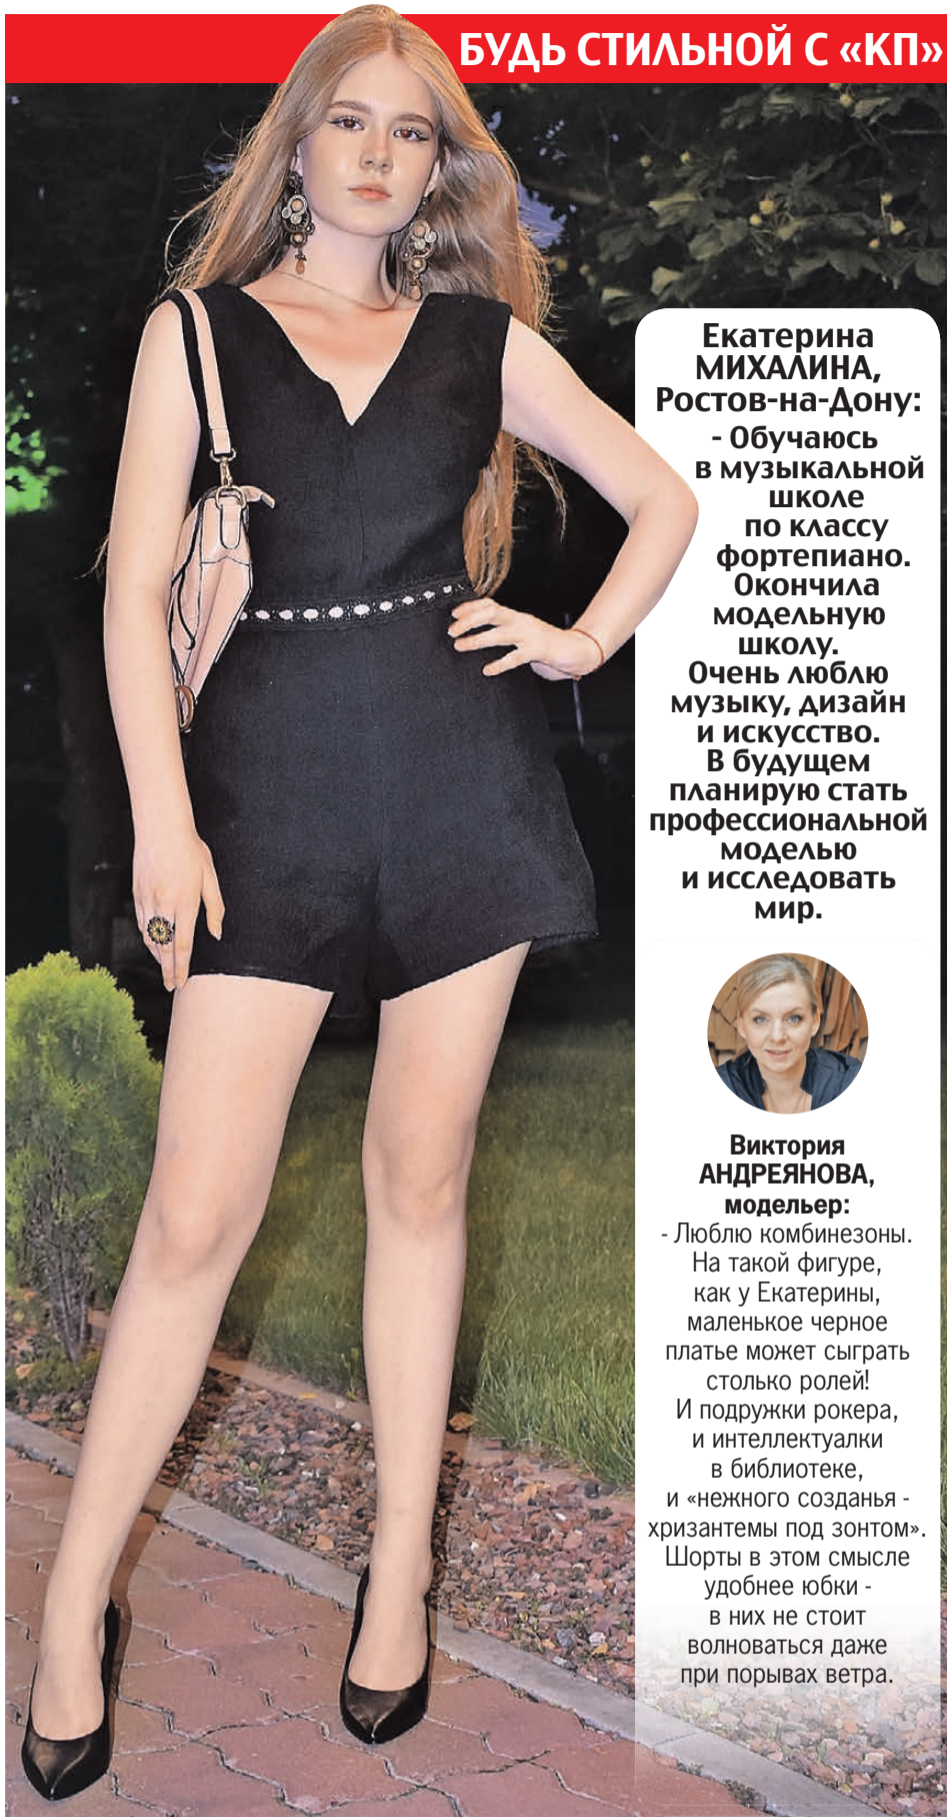 БУДЬ СТИЛЬНОЙ С «КП»
Екатерина
МИХАЛИНА,
Ростов-на-Дону:
- Обучаюсь
в музыкальной
школе
по классу
фортепиано.
Окончила
модельную
школу.
Очень люблю
музыку, дизайн
и искусство.
В будущем
планирую стать
профессиональной
моделью
и исследовать
мир.
Виктория
АНДРЕЯНОВА,
модельер:
- Люблю комбинезоны.
На такой фигуре,
как у Екатерины,
маленькое черное
платье может сыграть
столько ролей!
И подружки рокера,
и интеллектуалки
в библиотеке,
и «нежного созданья -
хризантемы под зонтом».
Шорты в этом смысле
удобнее юбки -
в них не стоит
волноваться даже
при порывах ветра.